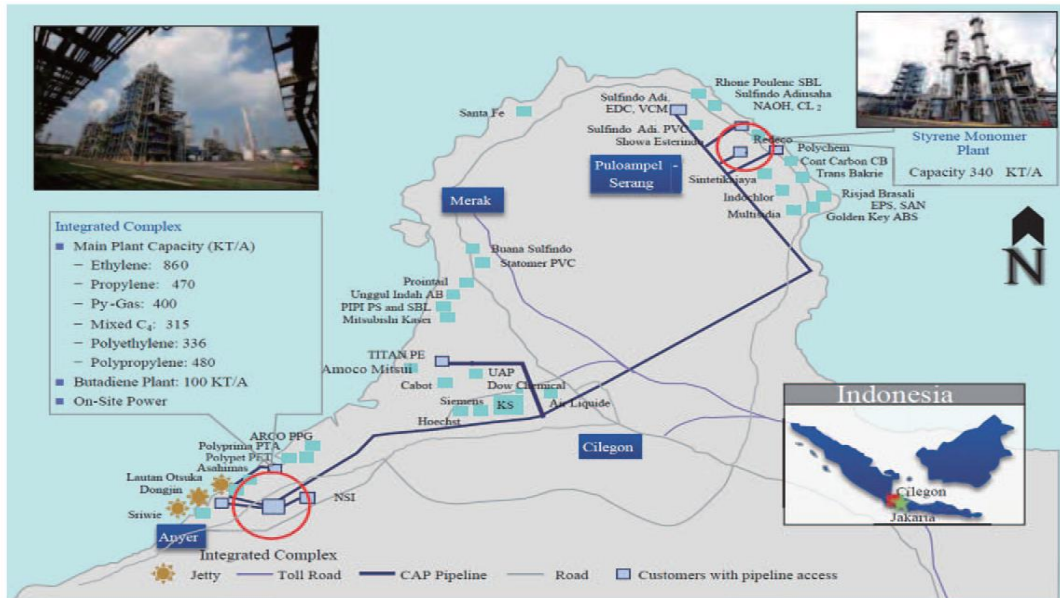 Santa Fe
Sulfindo Adi,
EDC, VCM
Rhone Poulenc SBL
Sulfindo Adiusaha
NAOH, CL 2
Sulfindo Adi. PVC
Showa Esterindo
Redeco
Polychem
Cont Carbon CB
Trans Bakrie
Styrene Monomer
Plant
Capacity 340 KT/A
Puloampel -
Serang
Sintetikajaya
Indochlor
Multisidia
Risjad Brasali
EPS, SAN
Golden Key ABS
N
Merak
Integrated Complex
Main Plant Capacity (KT/A)
– Ethylene: 860
– Propylene: 470
– Py-Gas: 400
– Mixed C4: 315
– Polyethylene: 336
– Polypropylene: 480
Butadiene Plant: 100 KT/A
On-Site Power
Buana Sulfindo
Statomer PVC
Prointail
Unggul Indah AB
PIPI PS and SBL
Mitsubishi Kasei
TITAN PE
Amoco Mitsui
UAP
Cabot
Dow Chemical
Siemens
KS
Air Liquide
Hoechst
Cilegon
ARCO PPG
Polyprima PTA
Polypet PET
Asahimas
Lautan Otsuka
Dongjin
Sriwie
NSI
Anyer
Integrated Complex
Indonesia
Cilegon
Jakarta
Jetty
Toll Road
CAP Pipeline
Road
Customers with pipeline access